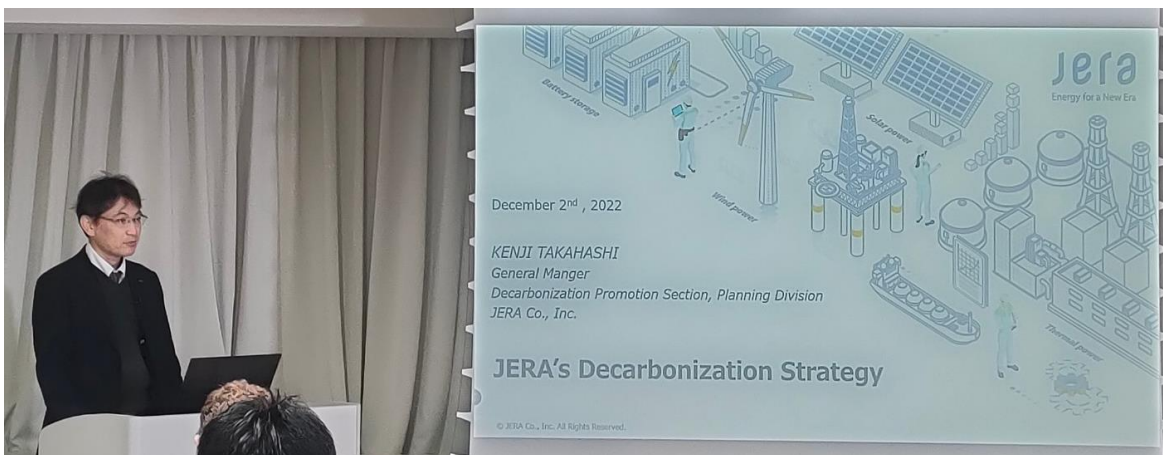 Battery storage
Solar power
Wind power
Thermal power
Jera
Energy for a New Era
December 2nd , 2022
KENJI TAKAHASHI
General Manger
Decarbonization Promotion Section, Planning Division
JERA Co., Inc.
JERA's Decarbonization Strategy
© JERA Co., Inc. All Rights Reserved.